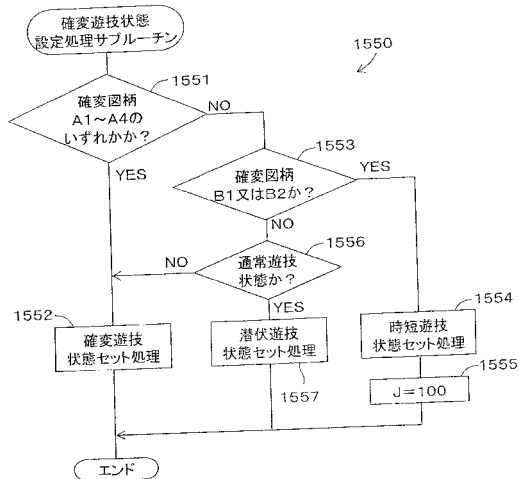 確変遊技状態
設定処理サブルーチン
1550
1551
確変図柄
A1～A4の
いずれかか？
NO
YES
1553
確変図柄
B1又はB2か？
YES
NO
1556
通常遊技
状態か？
NO
YES
1552
確変遊技
状態セット処理
潜伏遊技
状態セット処理
1557
1554
時短遊技
状態セット処理
1555
J＝100
エンド